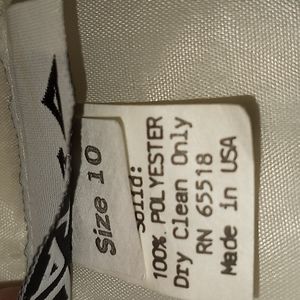 Size 10
Solid:
100% POLYESTER
Dry Clean Only
RN 65518
Made in USA